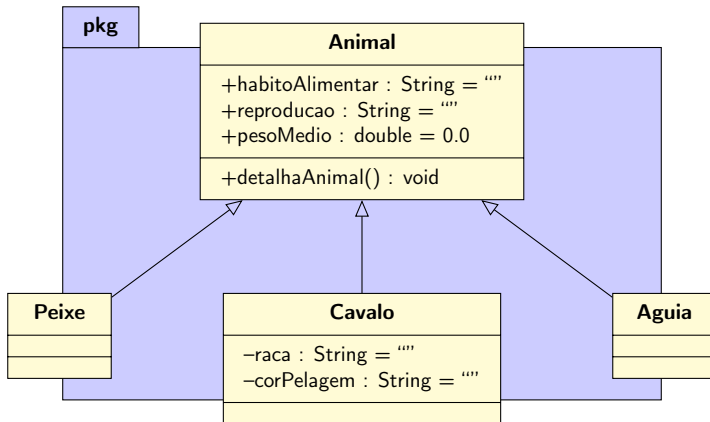 pkg
Animal
+habitoAlimentar : String = “”
+reproducao : String = “”
+pesoMedio : double = 0.0
+detalhaAnimal() : void
Peixe
Cavalo
Aguia
–raca : String = “”
–corPelagem : String = “”